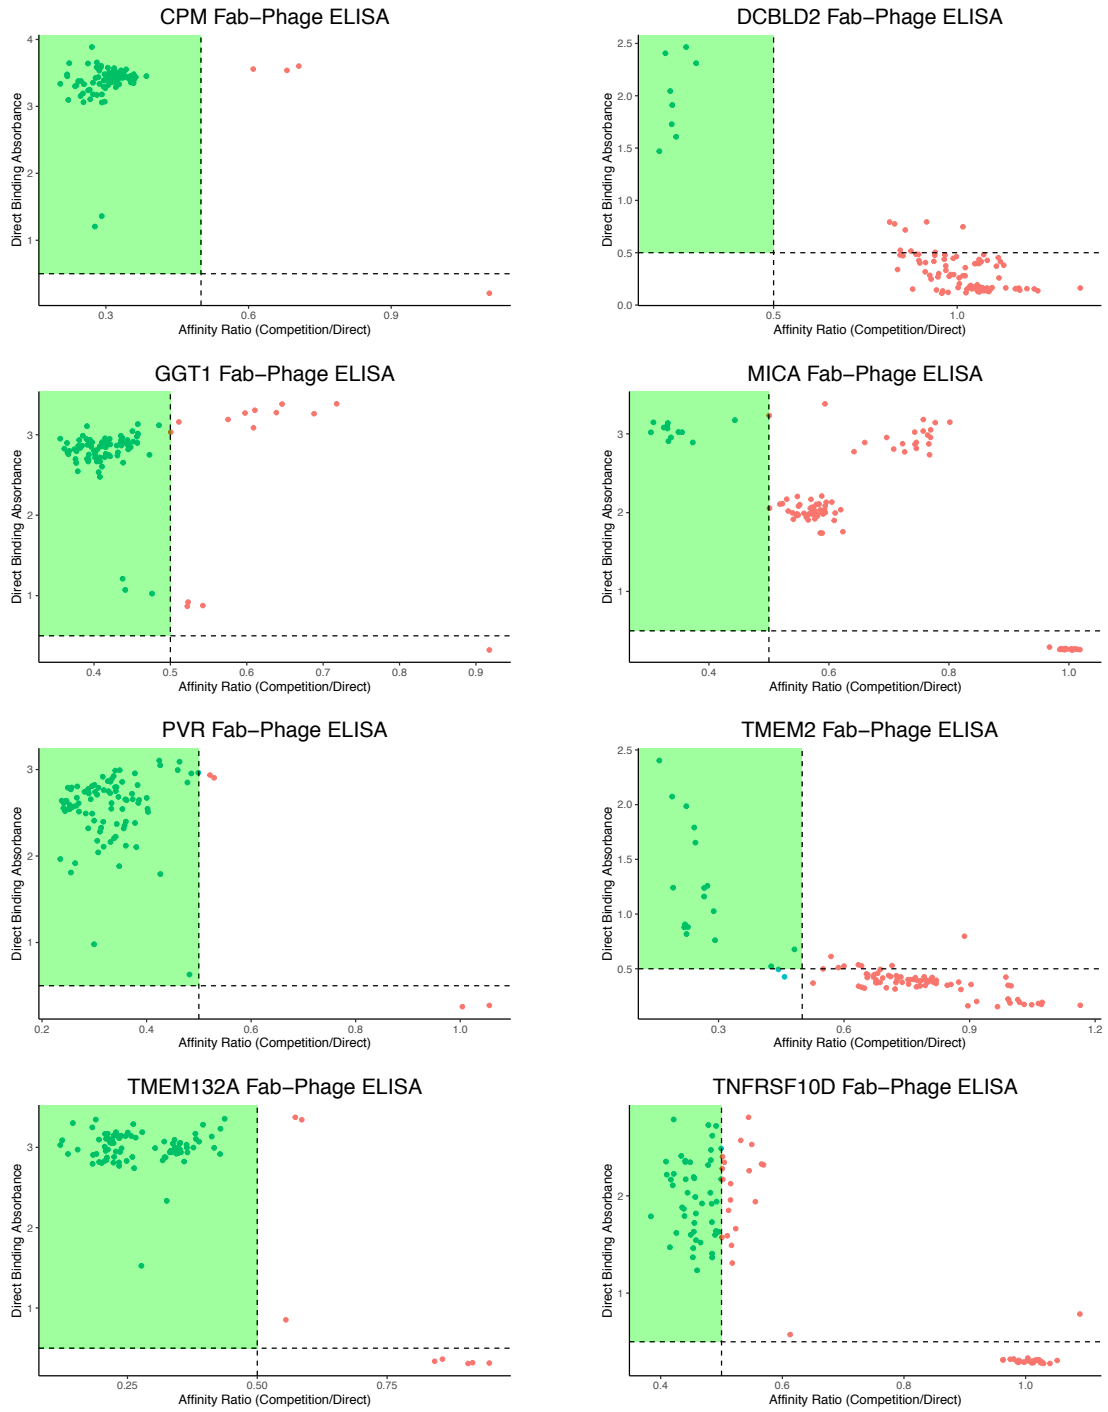 CPM Fab−Phage ELISA
Direct Binding Absorbance
4
3
2
1
0.3 0.6 0.9
Affinity Ratio (Competition/Direct)
DCBLD2 Fab−Phage ELISA
Direct Binding Absorbance
2.5
2.0
1.5
1.0
0.5
0.0
0.5 1.0
Affinity Ratio (Competition/Direct)
GGT1 Fab−Phage ELISA
Direct Binding Absorbance
3
2
1
0.4 0.5 0.6 0.7 0.8 0.9
Affinity Ratio (Competition/Direct)
MICA Fab−Phage ELISA
Direct Binding Absorbance
3
2
1
0.4 0.6 0.8 1.0
Affinity Ratio (Competition/Direct)
PVR Fab−Phage ELISA
Direct Binding Absorbance
3
2
1
0.2 0.4 0.6 0.8 1.0
Affinity Ratio (Competition/Direct)
TMEM2 Fab−Phage ELISA
Direct Binding Absorbance
2.5
2.0
1.5
1.0
0.5
0.3 0.6 0.9 1.2
Affinity Ratio (Competition/Direct)
TMEM132A Fab−Phage ELISA
Direct Binding Absorbance
3
2
1
0.25 0.50 0.75
Affinity Ratio (Competition/Direct)
TNFRSF10D Fab−Phage ELISA
Direct Binding Absorbance
2
1
0.4 0.6 0.8 1.0
Affinity Ratio (Competition/Direct)